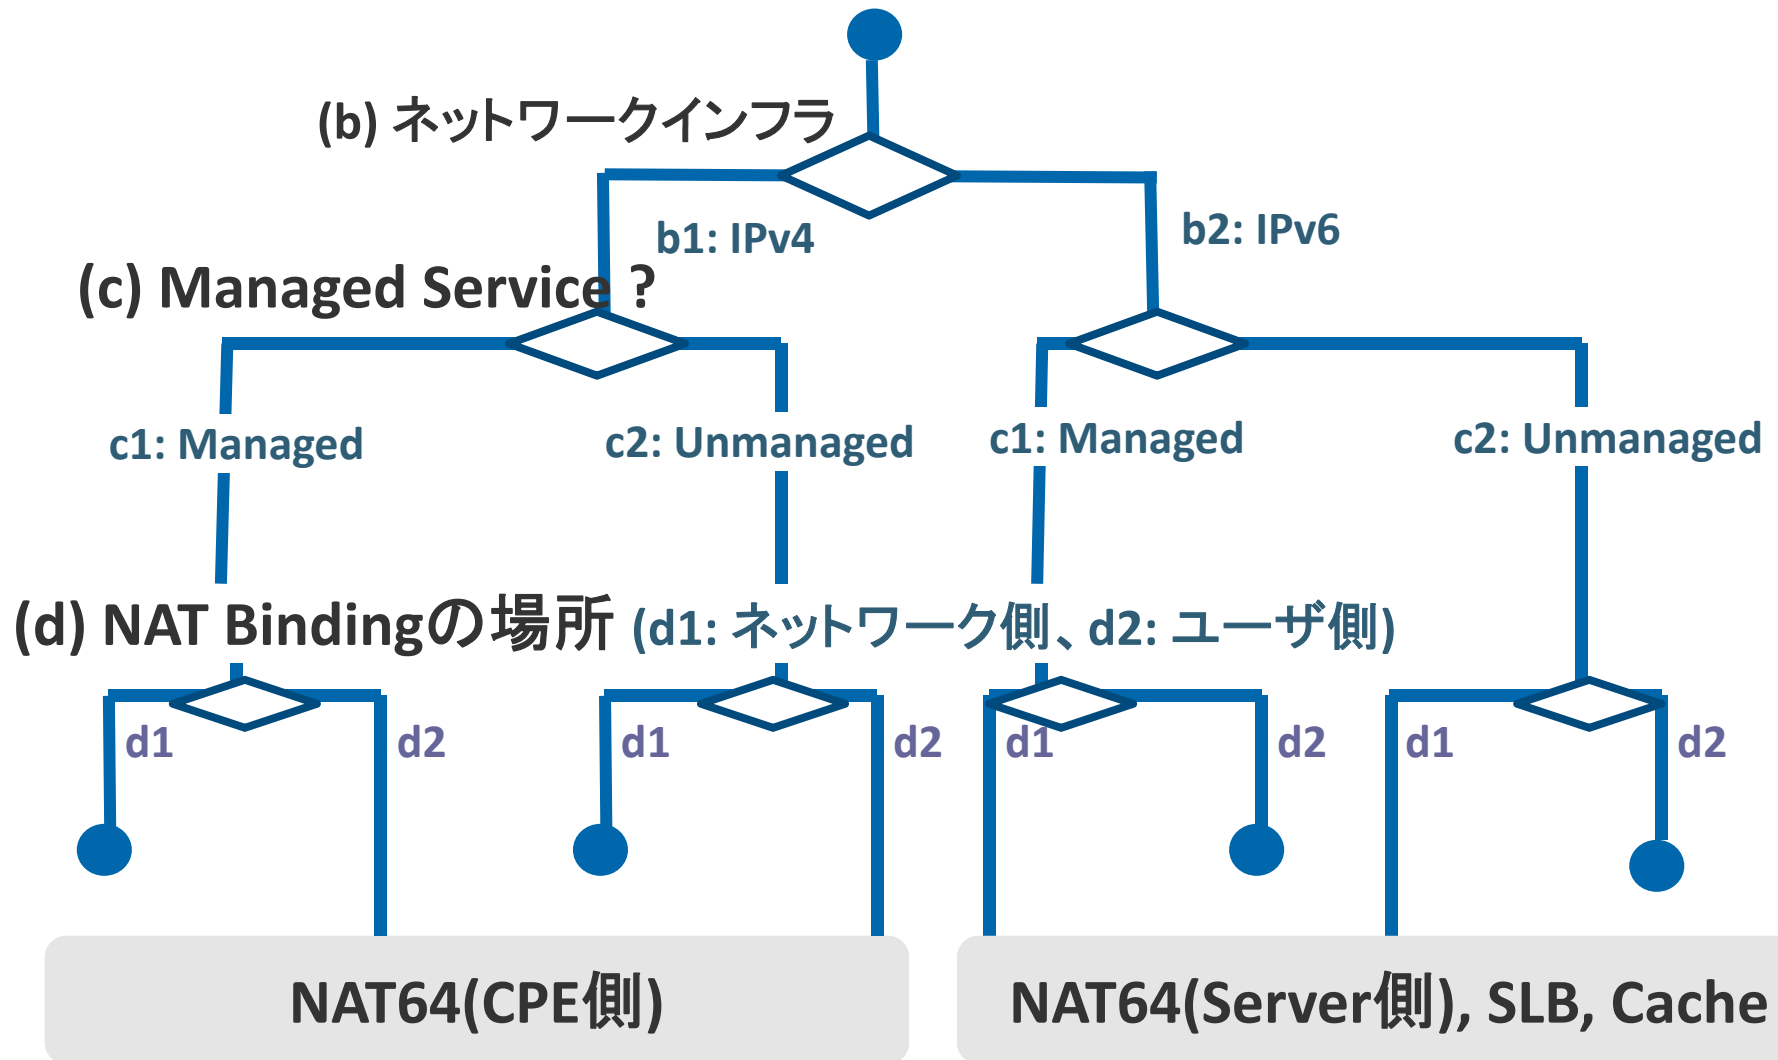 (b) ネットワークインフラ
b1: IPv4
b2: IPv6
(c) Managed Service ?
c1: Managed
c2: Unmanaged
c1: Managed
c2: Unmanaged
(d) NAT Bindingの場所 (d1: ネットワーク側、d2: ユーザ側)
d1
d2
d1
d2
d1
d2
d1
d2
NAT64(CPE側)
NAT64(Server側), SLB, Cache